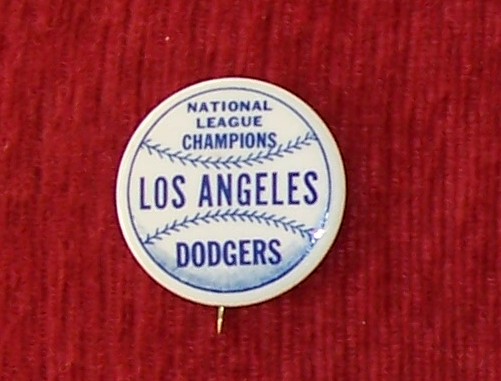 NATIONAL
LEAGUE
CHAMPIONS
LOS ANGELES
DODGERS